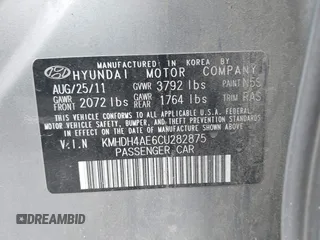 MANUFACTURED IN KOREA BY
HYUNDAI MOTOR COMPANY
AUG/25/11 GVWR 3792 lbs PAINT N5S
GAWR FRONT 2072 lbs GAWR REAR 1764 lbs TRIM RAS
THIS VEHICLE CONFORMS TO ALL APPLICABLE
U.S. FEDERAL MOTOR VEHICLE SAFETY, BUMPER,
AND THEFT PREVENTION STANDARDS IN EFFECT
ON THE DATE OF MANUFACTURE SHOWN ABOVE.
V.I.N KMHDH4AE6CU282875
PASSENGER CAR
DREAMBID